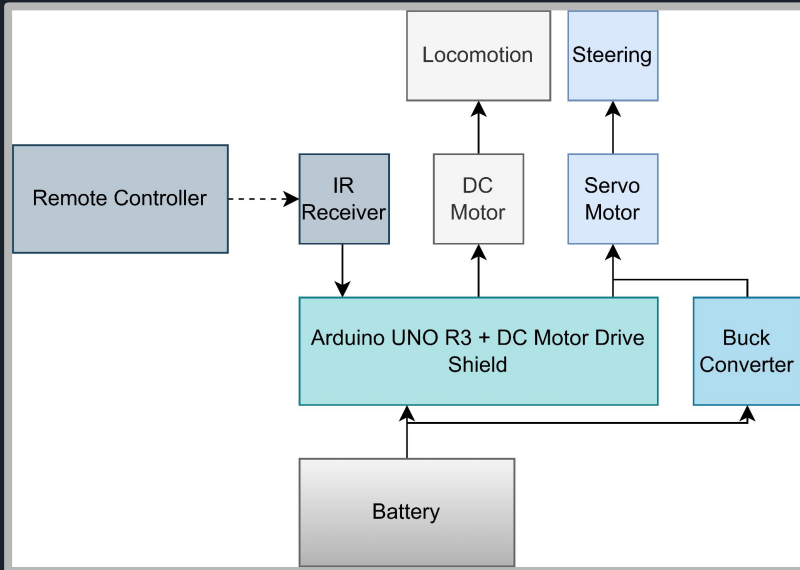 Locomotion
Steering
Remote Controller
IR
Receiver
DC
Motor
Servo
Motor
Arduino UNO R3 + DC Motor Drive
Shield
Buck
Converter
Battery